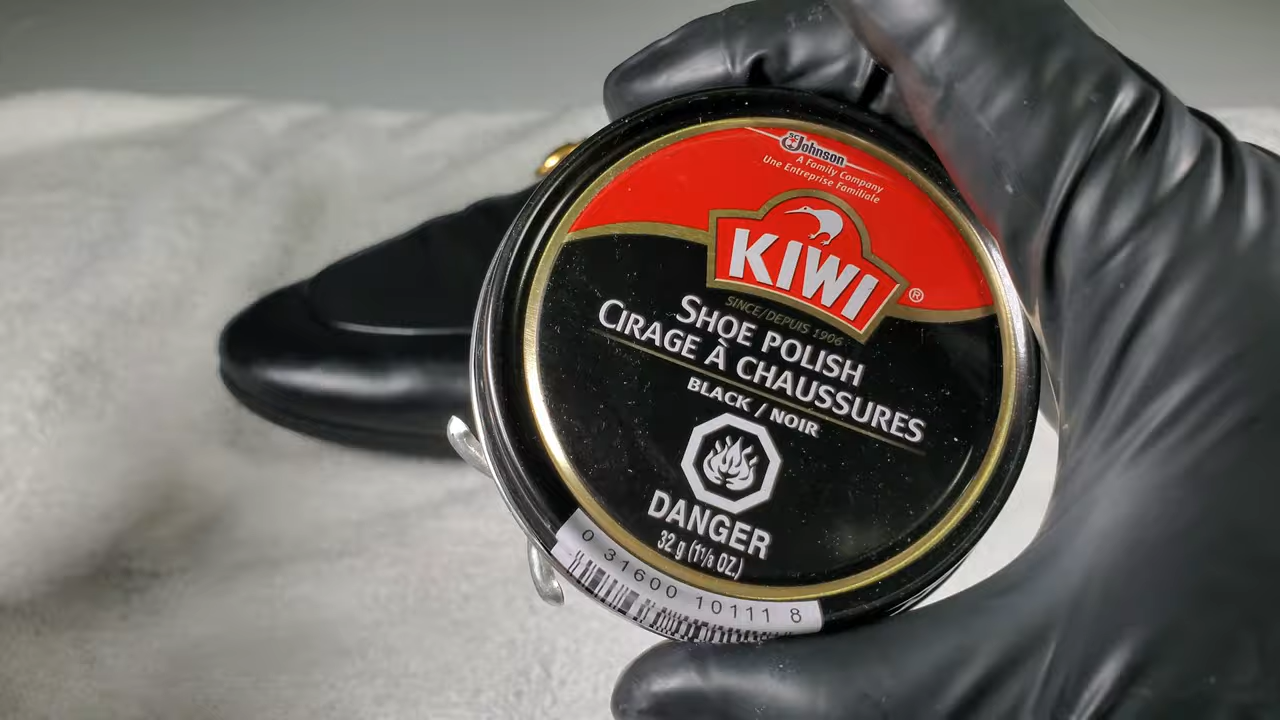 SC Johnson
A Family Company
Une Entreprise Familiale
KIWI ®
SINCE/DEPUIS 1906
SHOE POLISH
CIRAGE À CHAUSSURES
BLACK / NOIR
DANGER
32 g (1⅛ OZ.)
0 31600 10111 8